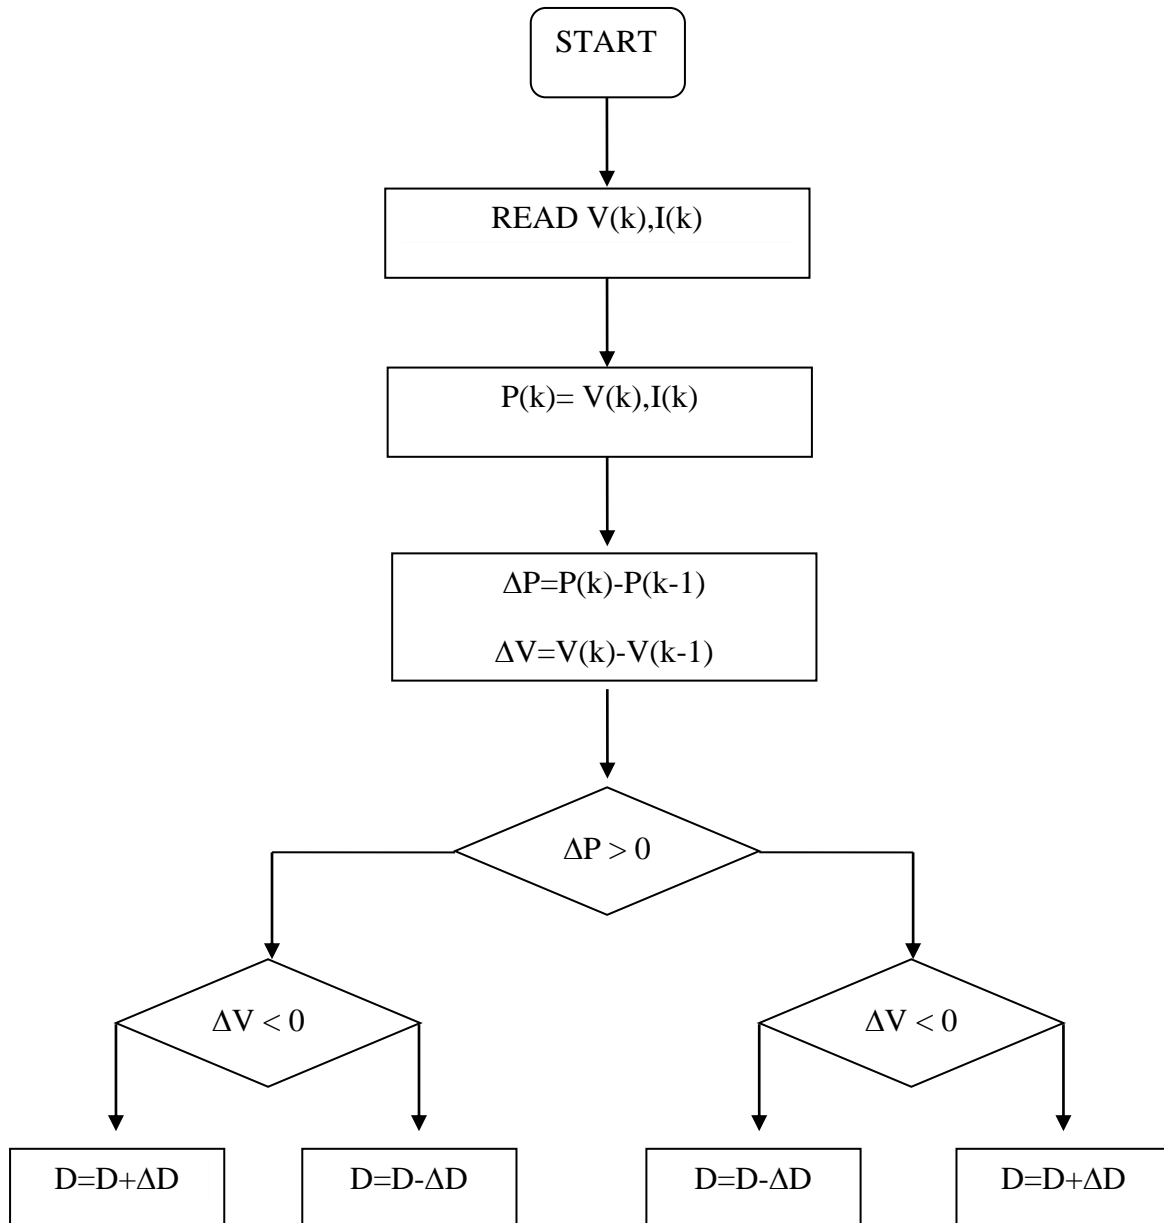 START
READ V(k),I(k)
P(k)= V(k),I(k)
ΔP=P(k)-P(k-1)
ΔV=V(k)-V(k-1)
ΔP > 0
ΔV < 0
ΔV < 0
D=D+ΔD
D=D-ΔD
D=D-ΔD
D=D+ΔD